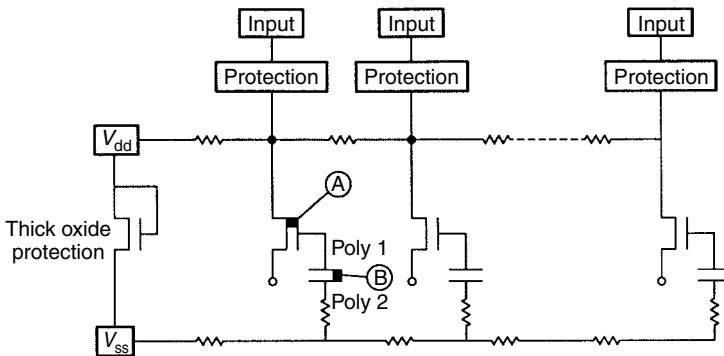 Input
Input
Input
Protection
Protection
Protection
Vdd
A
Thick oxide
protection
Poly 1
B
Poly 2
Vss